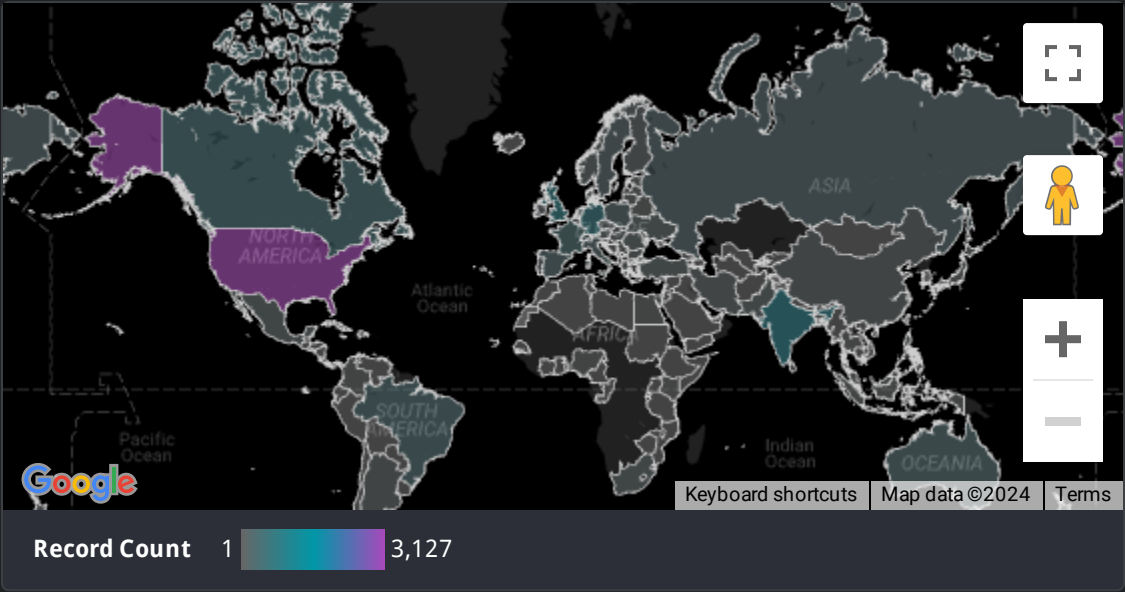 ASIA
NORTH
AMERICA
Atlantic
Ocean
AFRICA
SOUTH
AMERICA
Pacific
Ocean
Indian
Ocean
OCEANIA
Google
Keyboard shortcuts
Map data ©2024
Terms
Record Count 1 3,127